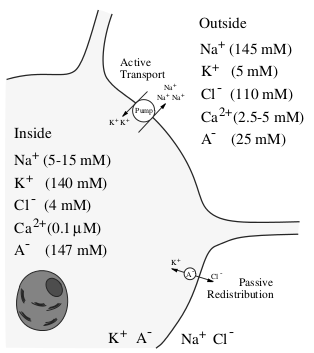 Outside
Na⁺ (145 mM)
K⁺ (5 mM)
Cl⁻ (110 mM)
Ca²⁺(2.5-5 mM)
A⁻ (25 mM)
Active
Transport
Na⁺
Na⁺ Na⁺
Pump
K⁺ K⁺
Inside
Na⁺ (5-15 mM)
K⁺ (140 mM)
Cl⁻ (4 mM)
Ca²⁺(0.1 µM)
A⁻ (147 mM)
K⁺
A⁻
Cl⁻
Passive
Redistribution
K⁺ A⁻ Na⁺ Cl⁻